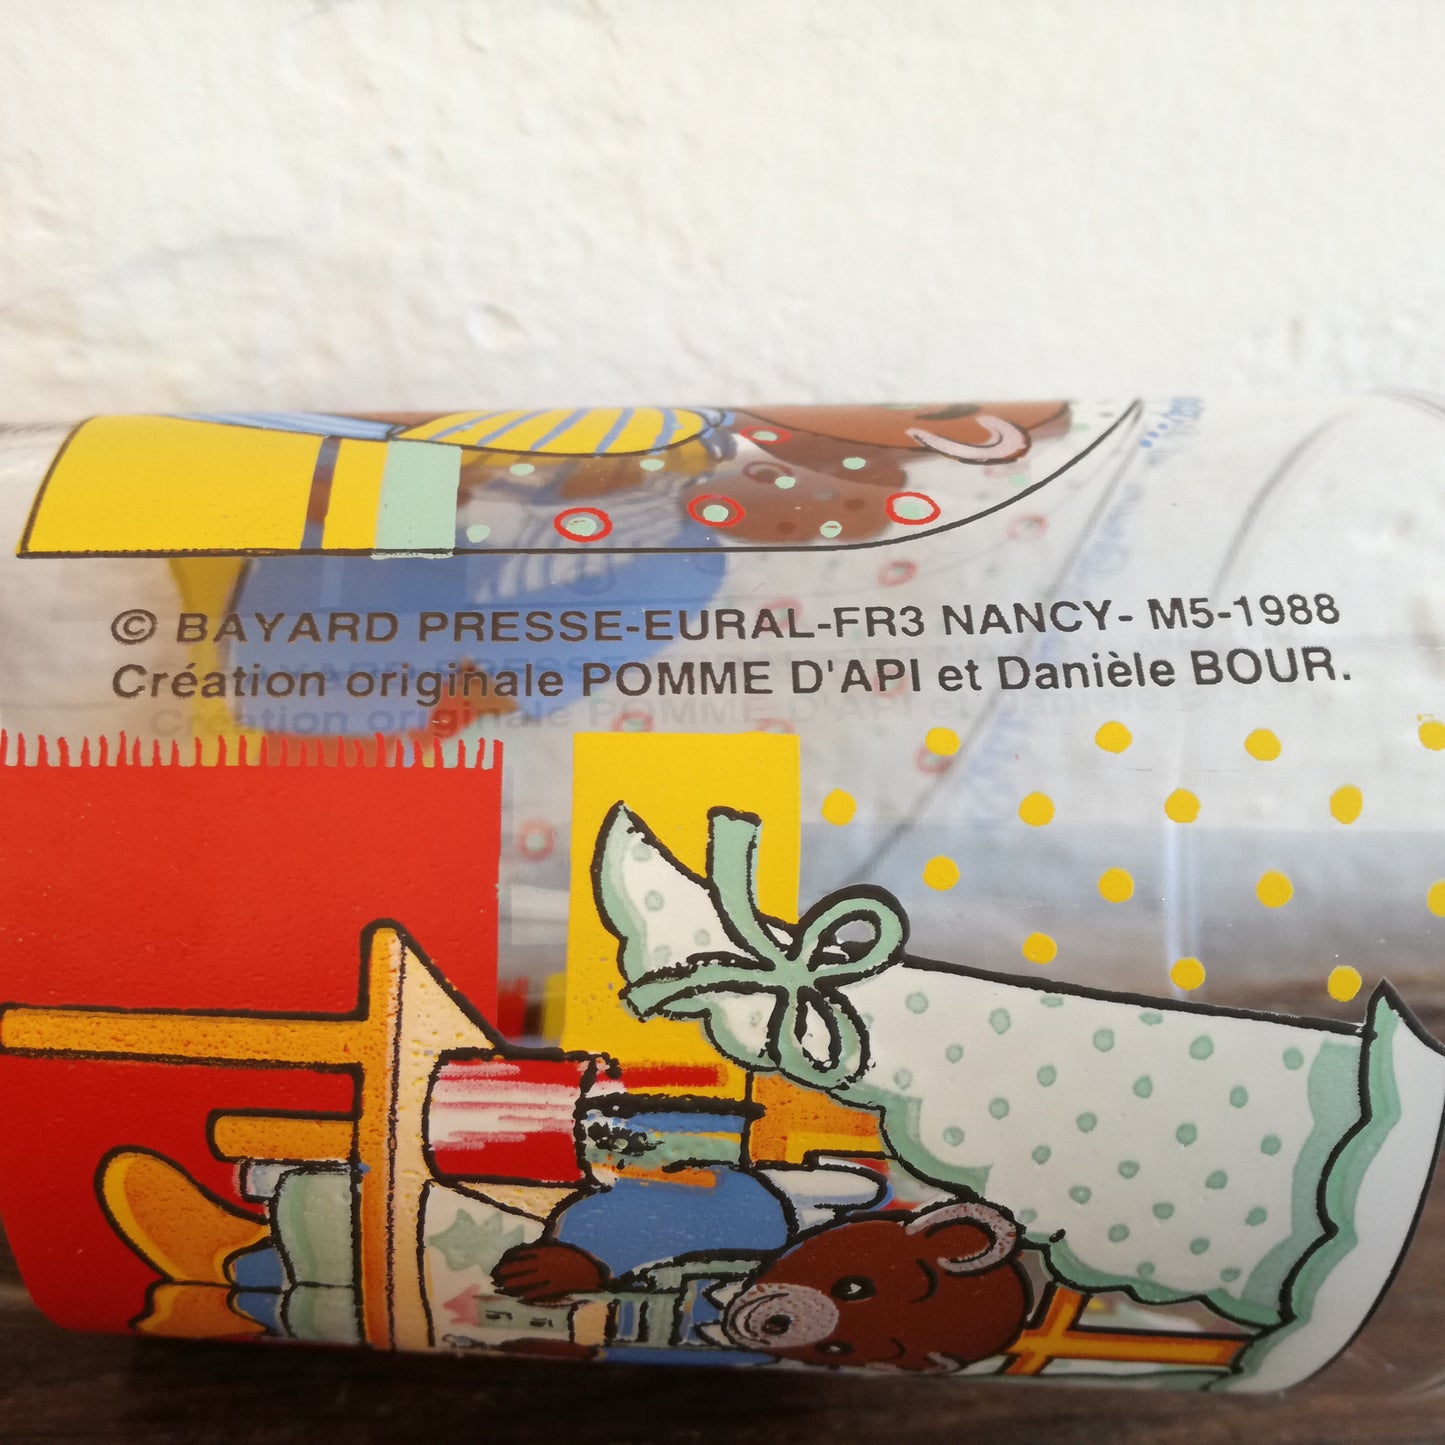 © BAYARD PRESSE-EURAL-FR3 NANCY- M5-1988
Création originale POMME D'API et Danièle BOUR.